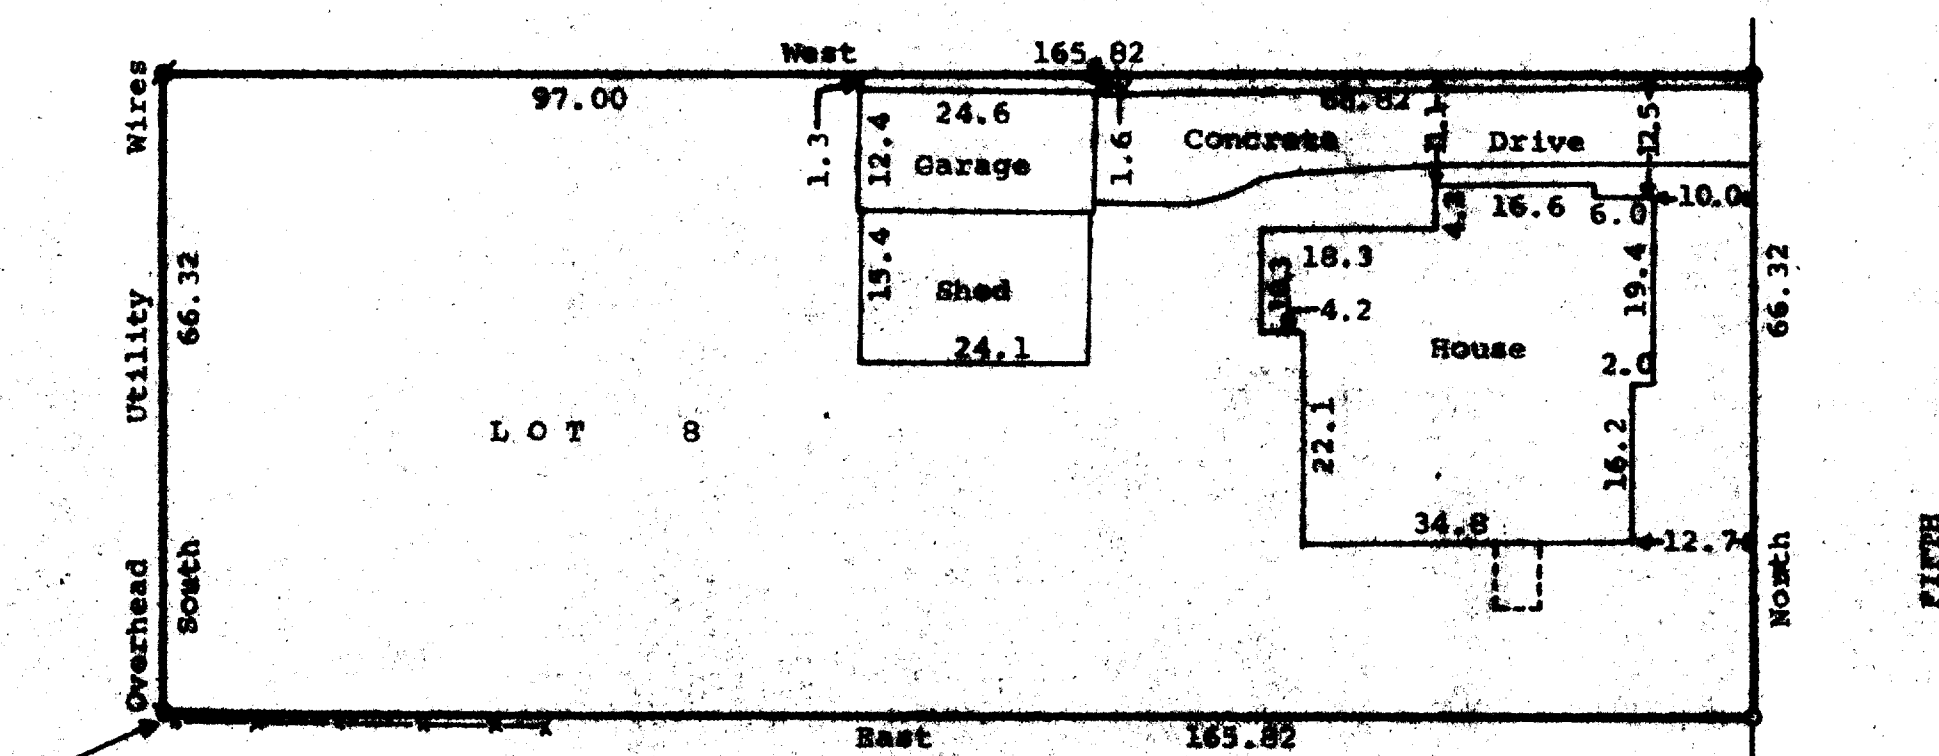 West 165.82
97.00
68.82
Wires
Utility
Overhead
66.32
South
1.3
24.6
12.4
Garage
1.6
Concrete Drive
12.5
15.4
Shed
24.1
LOT 8
16.6
6.0
10.0
18.3
4.2
19.4
House
2.0
22.1
16.2
34.8
12.7
66.32
North
FIFTH
East 165.82